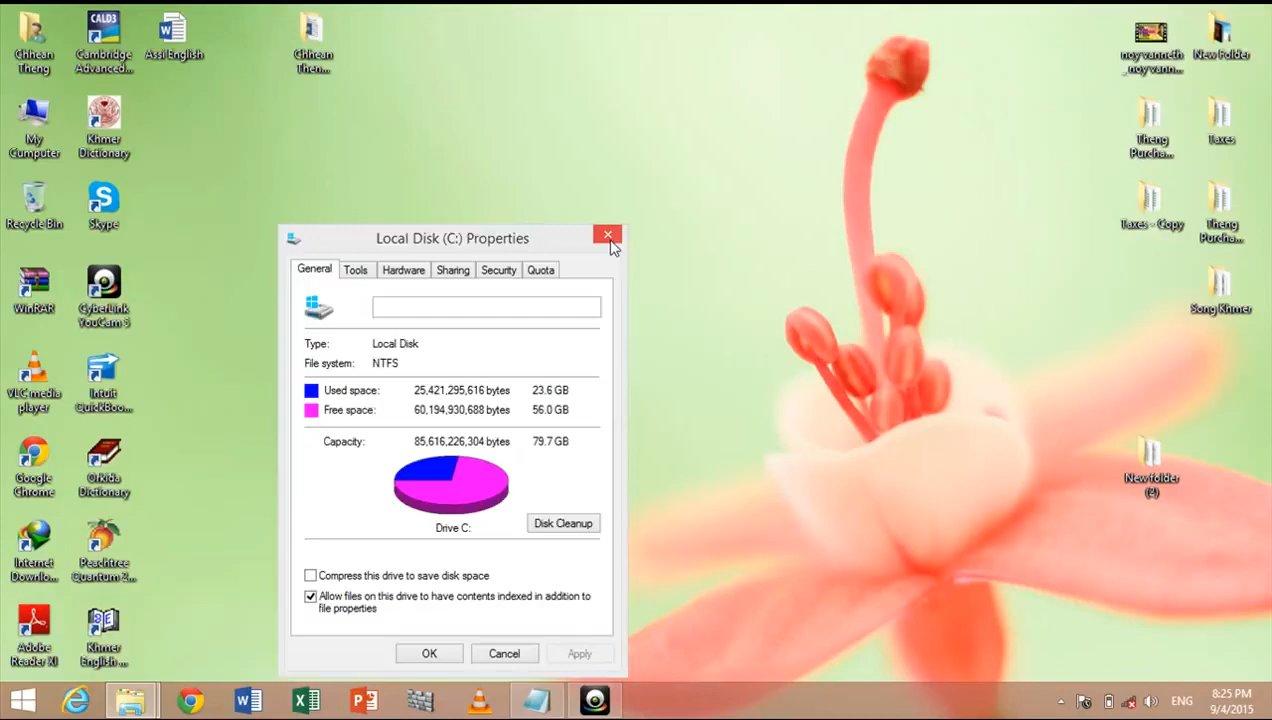 Chhean
Theng
Cambridge
Advanced...
Assi English
Chhean
Then...
noy vanneth
_ noy vann...
New Folder
My
Cumputer
Khmer
Dictionary
Theng
Purcha...
Taxes
Recycle Bin
Skype
Taxes - Copy
Theng
Purcha...
WinRAR
CyberLink
YouCam 5
Song Khmer
VLC media
player
Intuit
QuickBoo...
Google
Chrome
Orkida
Dictionary
New folder
(2)
Internet
Downlo...
Peachtree
Quantum 2...
Adobe
Reader XI
Khmer
English ...
CALD3
Local Disk (C:) Properties
General
Tools
Hardware
Sharing
Security
Quota
Type:
Local Disk
File system:
NTFS
Used space:
25,421,295,616 bytes
23.6 GB
Free space:
60,194,930,688 bytes
56.0 GB
Capacity:
85,616,226,304 bytes
79.7 GB
Drive C:
Disk Cleanup
Compress this drive to save disk space
Allow files on this drive to have contents indexed in addition to
file properties
OK
Cancel
Apply
ENG
8:25 PM
9/4/2015